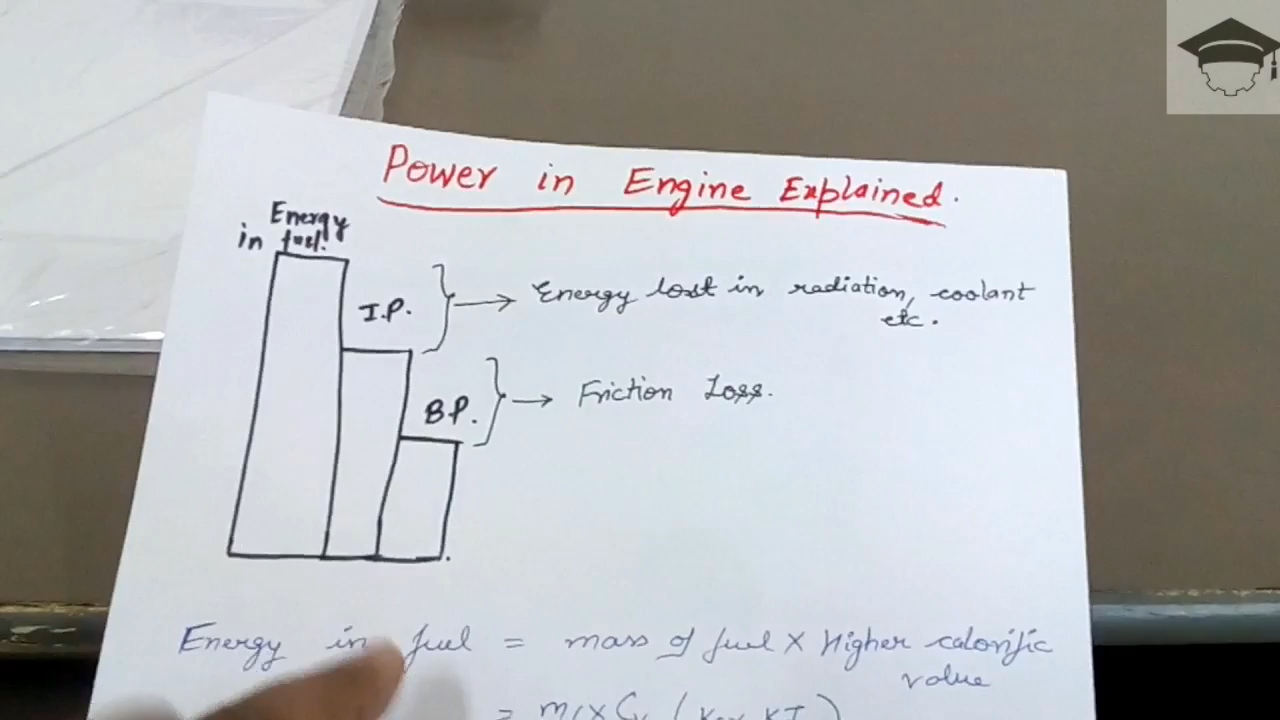 Power in Engine Explained.
Energy
in fuel.
I.P.
Energy lost in radiation, coolant
etc.
B.P.
Friction Loss.
Energy in fuel = mass of fuel X Higher calorific
value
=